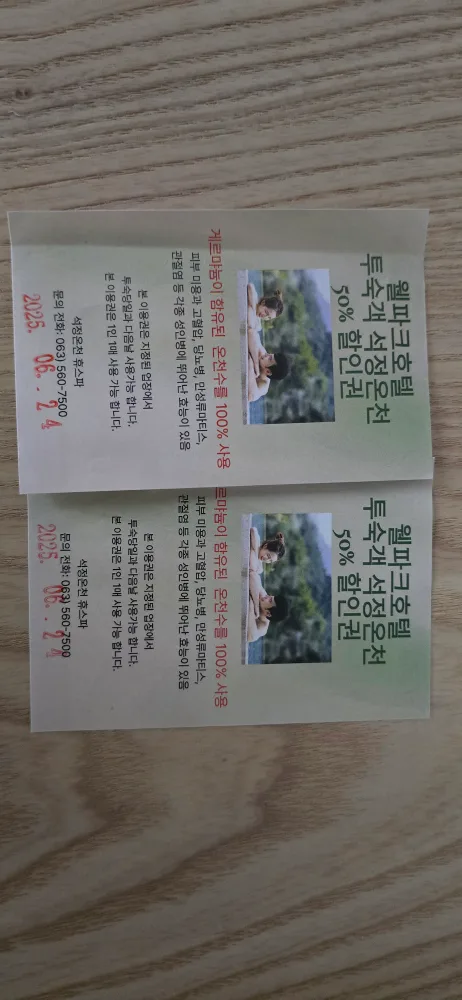 웰파크호텔
투숙객 석정온천
50% 할인권
게르마늄이 함유된 온천수를 100% 사용
피부 미용과 고혈압, 당뇨병, 만성류마티스,
관절염 등 각종 성인병에 뛰어난 효능이 있음
본 이용권은 지정된 입장에서
투숙당일과 다음날 사용가능 합니다.
본 이용권은 1인 1매 사용 가능 합니다.
석정온천 휴스파
문의 전화: 063) 560-7500
2025. 06. 24
웰파크호텔
투숙객 석정온천
50% 할인권
르마늄이 함유된 온천수를 100% 사용
피부 미용과 고혈압, 당뇨병, 만성류마티스,
관절염 등 각종 성인병에 뛰어난 효능이 있음
본 이용권은 지정된 입장에서
투숙당일과 다음날 사용가능 합니다.
본 이용권은 1인 1매 사용 가능 합니다.
석정온천 휴스파
문의 전화: 063) 560-7500
2025. 06. 24